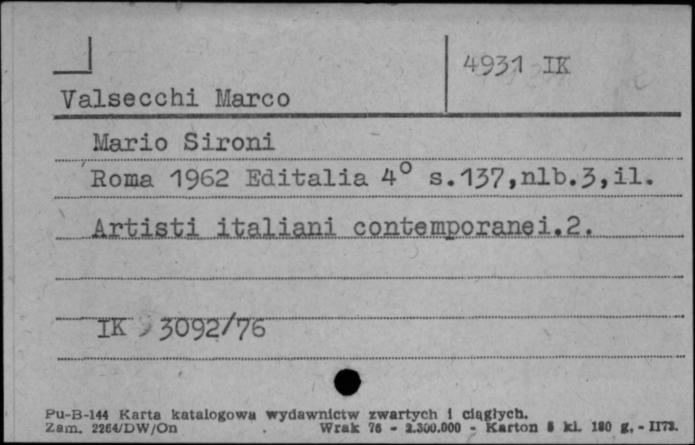 4931 IK
Valsecchi Marco
Mario Sironi
Roma 1962 Editalia 4° s.137,nlb.3,il.
Artisti italiani contemporanei.2.
IK 3092/76
Pu-B-144 Karta katalogowa wydawnictw zwartych i ciągłych.
Zam. 2264/DW/On Wrak 76 - 2.300.000 - Karton kl. 180 g. -